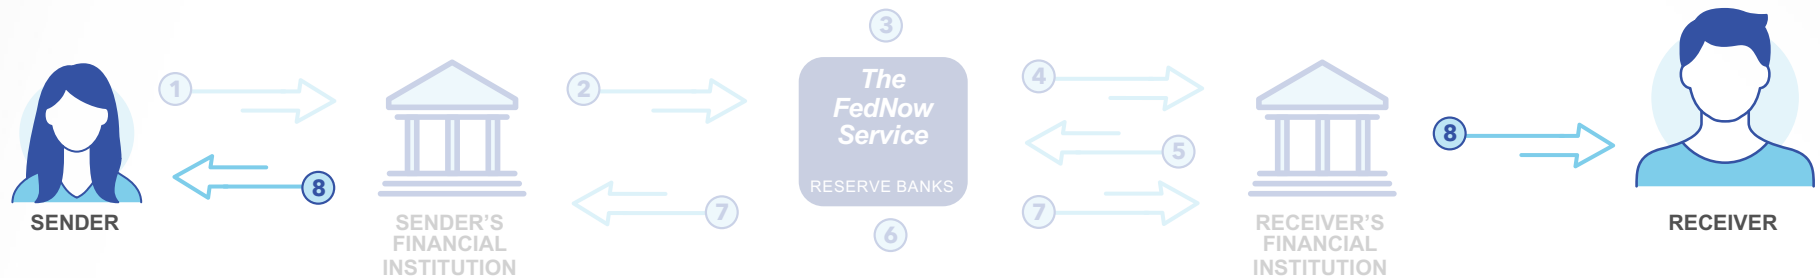 3
1
2
The
FedNow
Service
RESERVE BANKS
4
5
8
8
7
7
6
SENDER
SENDER'S
FINANCIAL
INSTITUTION
RECEIVER'S
FINANCIAL
INSTITUTION
RECEIVER